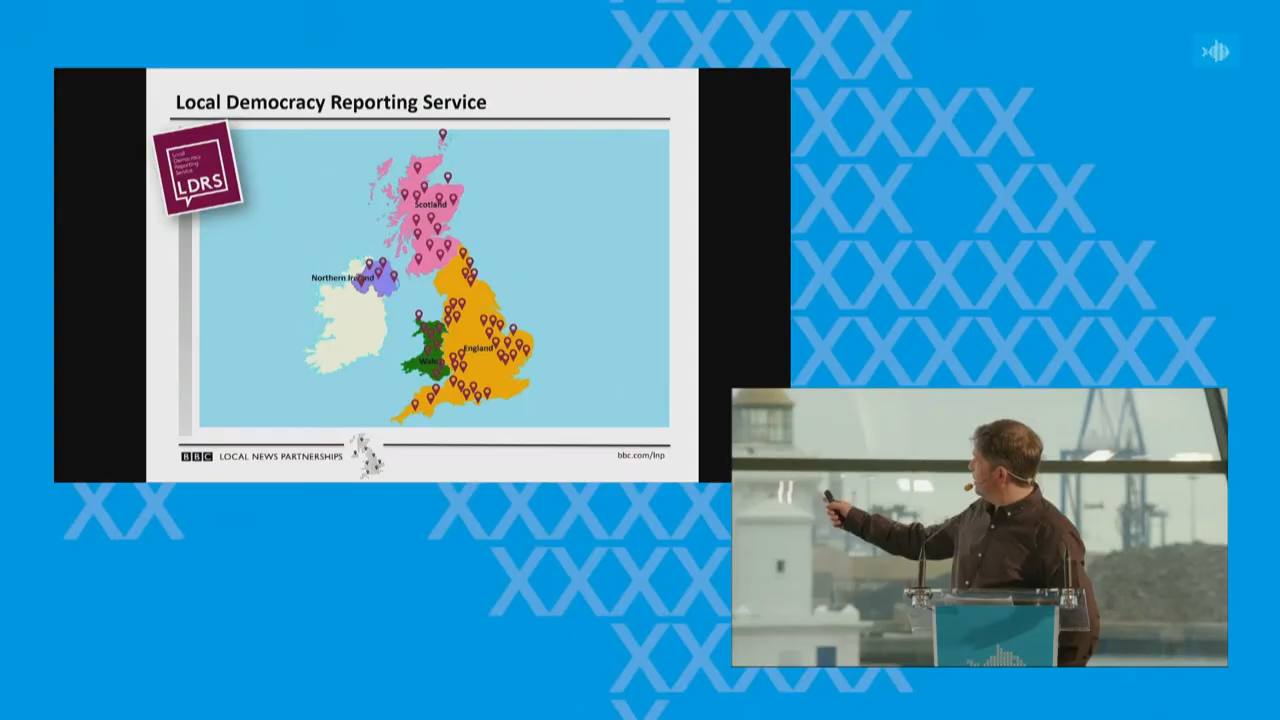 Local Democracy Reporting Service
Local
Democracy
Reporting
Service
LDRS
Scotland
Northern Ireland
England
Wales
BBC LOCAL NEWS PARTNERSHIPS
bbc.com/lnp